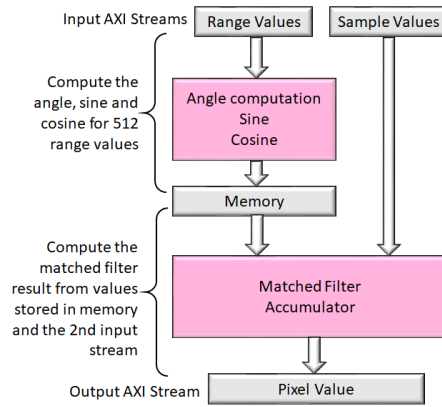 Input AXI Streams
Range Values
Sample Values
Compute the
angle, sine and
cosine for 512
range values
Angle computation
Sine
Cosine
Memory
Compute the
matched filter
result from values
stored in memory
and the 2nd input
stream
Matched Filter
Accumulator
Output AXI Stream
Pixel Value